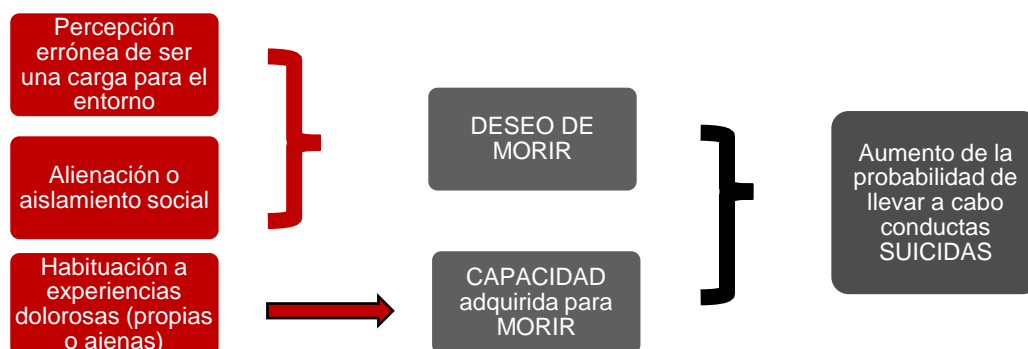 Percepción
errónea de ser
una carga para el
entorno
Alienación o
aislamiento social
Habituación a
experiencias
dolorosas (propias
o ajenas)
DESEO DE
MORIR
CAPACIDAD
adquirida para
MORIR
Aumento de la
probabilidad de
llevar a cabo
conductas
SUICIDAS